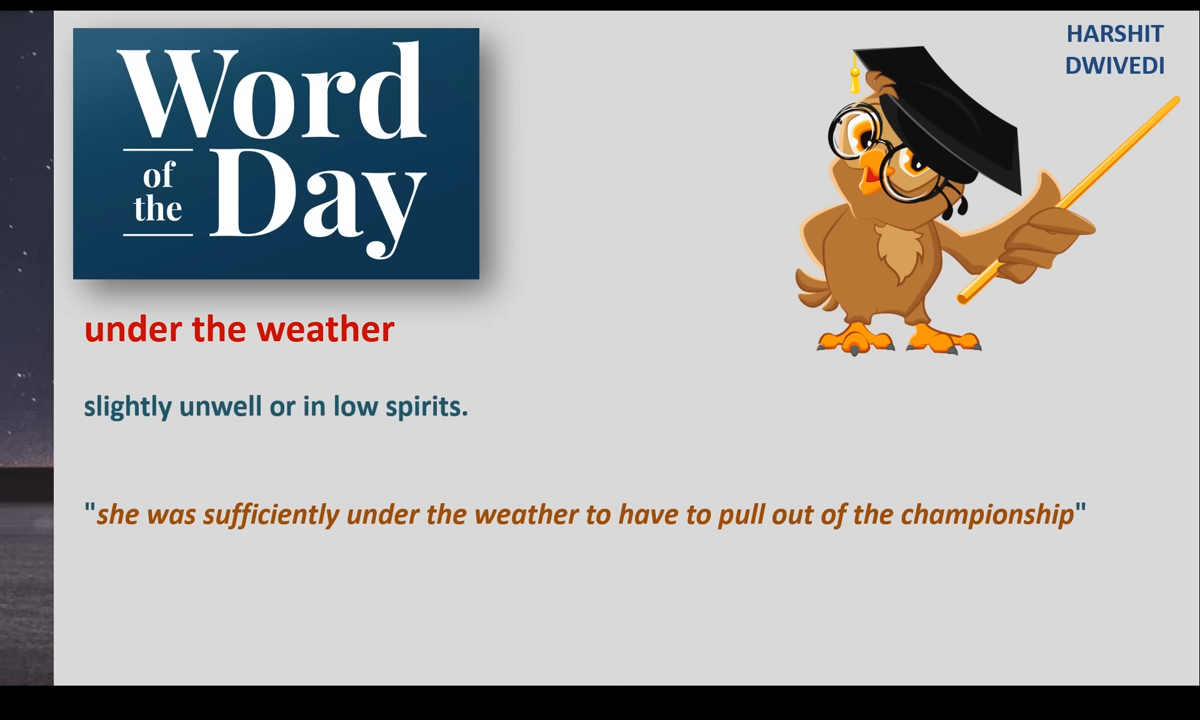 Word
of
the
Day
HARSHIT
DWIVEDI
under the weather
slightly unwell or in low spirits.
"she was sufficiently under the weather to have to pull out of the championship"